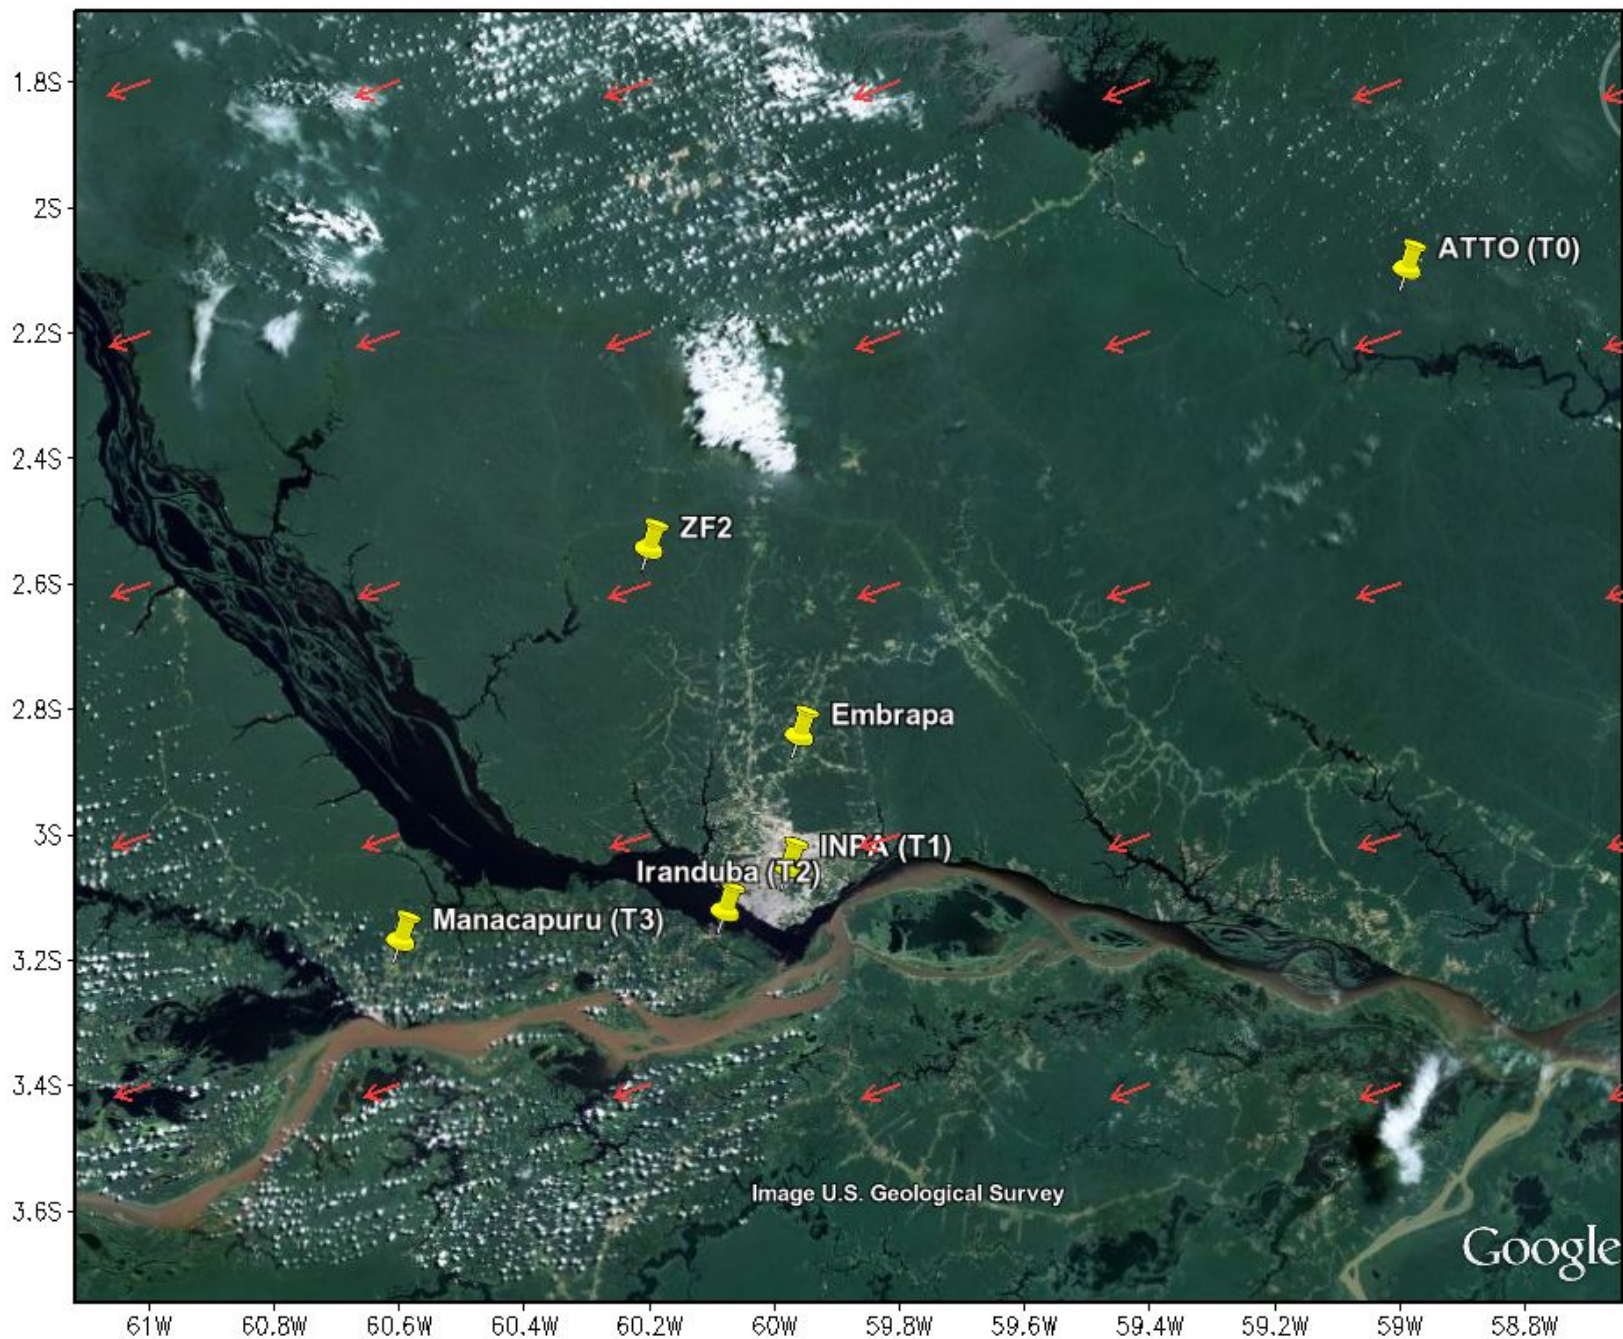 1.8S
2S
ATTO (T0)
2.2S
2.4S
ZF2
2.6S
2.8S
Embrapa
3S
INPA (T1)
Iranduba (T2)
Manacapuru (T3)
3.2S
3.4S
Image U.S. Geological Survey
3.6S
Google
61W 60.8W 60.6W 60.4W 60.2W 60W 59.8W 59.6W 59.4W 59.2W 59W 58.8W